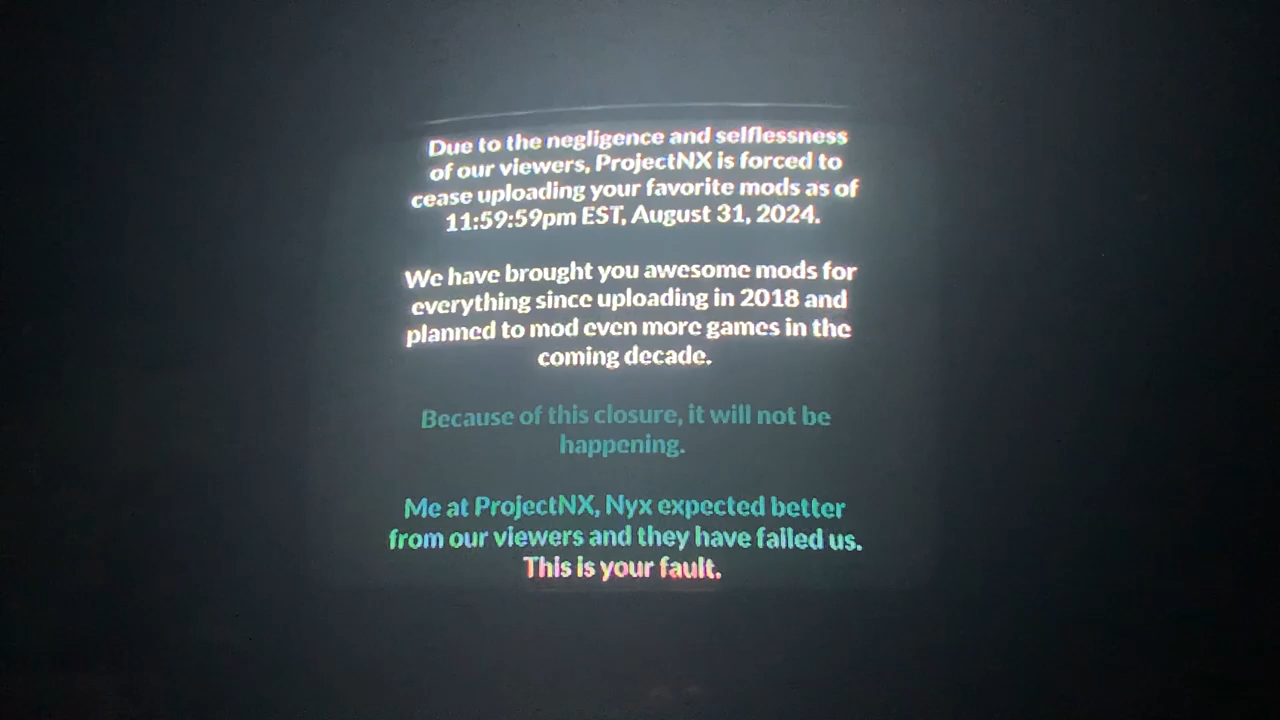 Due to the negligence and selflessness
of our viewers, ProjectNX is forced to
cease uploading your favorite mods as of
11:59:59pm EST, August 31, 2024.
We have brought you awesome mods for
everything since uploading in 2018 and
planned to mod even more games in the
coming decade.
Because of this closure, it will not be
happening.
Me at ProjectNX, Nyx expected better
from our viewers and they have failed us.
This is your fault.